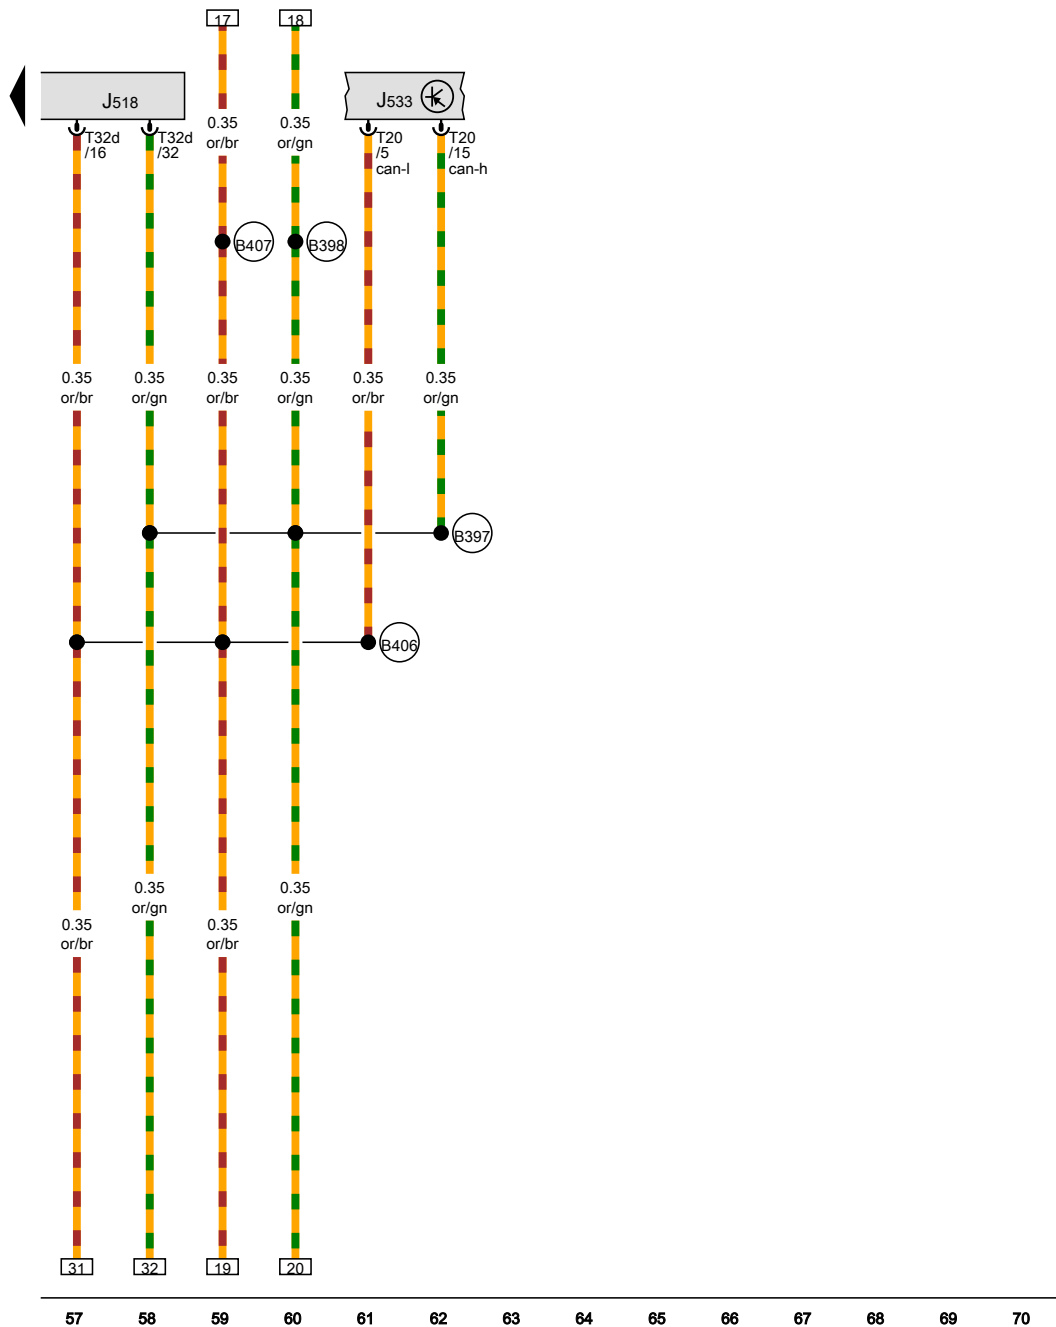 17 18
J518 J533
0.35 0.35
or/br or/gn
T32d T32d T20 T20
/16 /32 /5 /15
can-l can-h
B407 B398
0.35 0.35 0.35 0.35 0.35 0.35
or/br or/gn or/br or/gn or/br or/gn
B397
B406
0.35 0.35
or/gn or/gn
0.35 0.35
or/br or/br
31 32 19 20
57 58 59 60 61 62 63 64 65 66 67 68 69 70